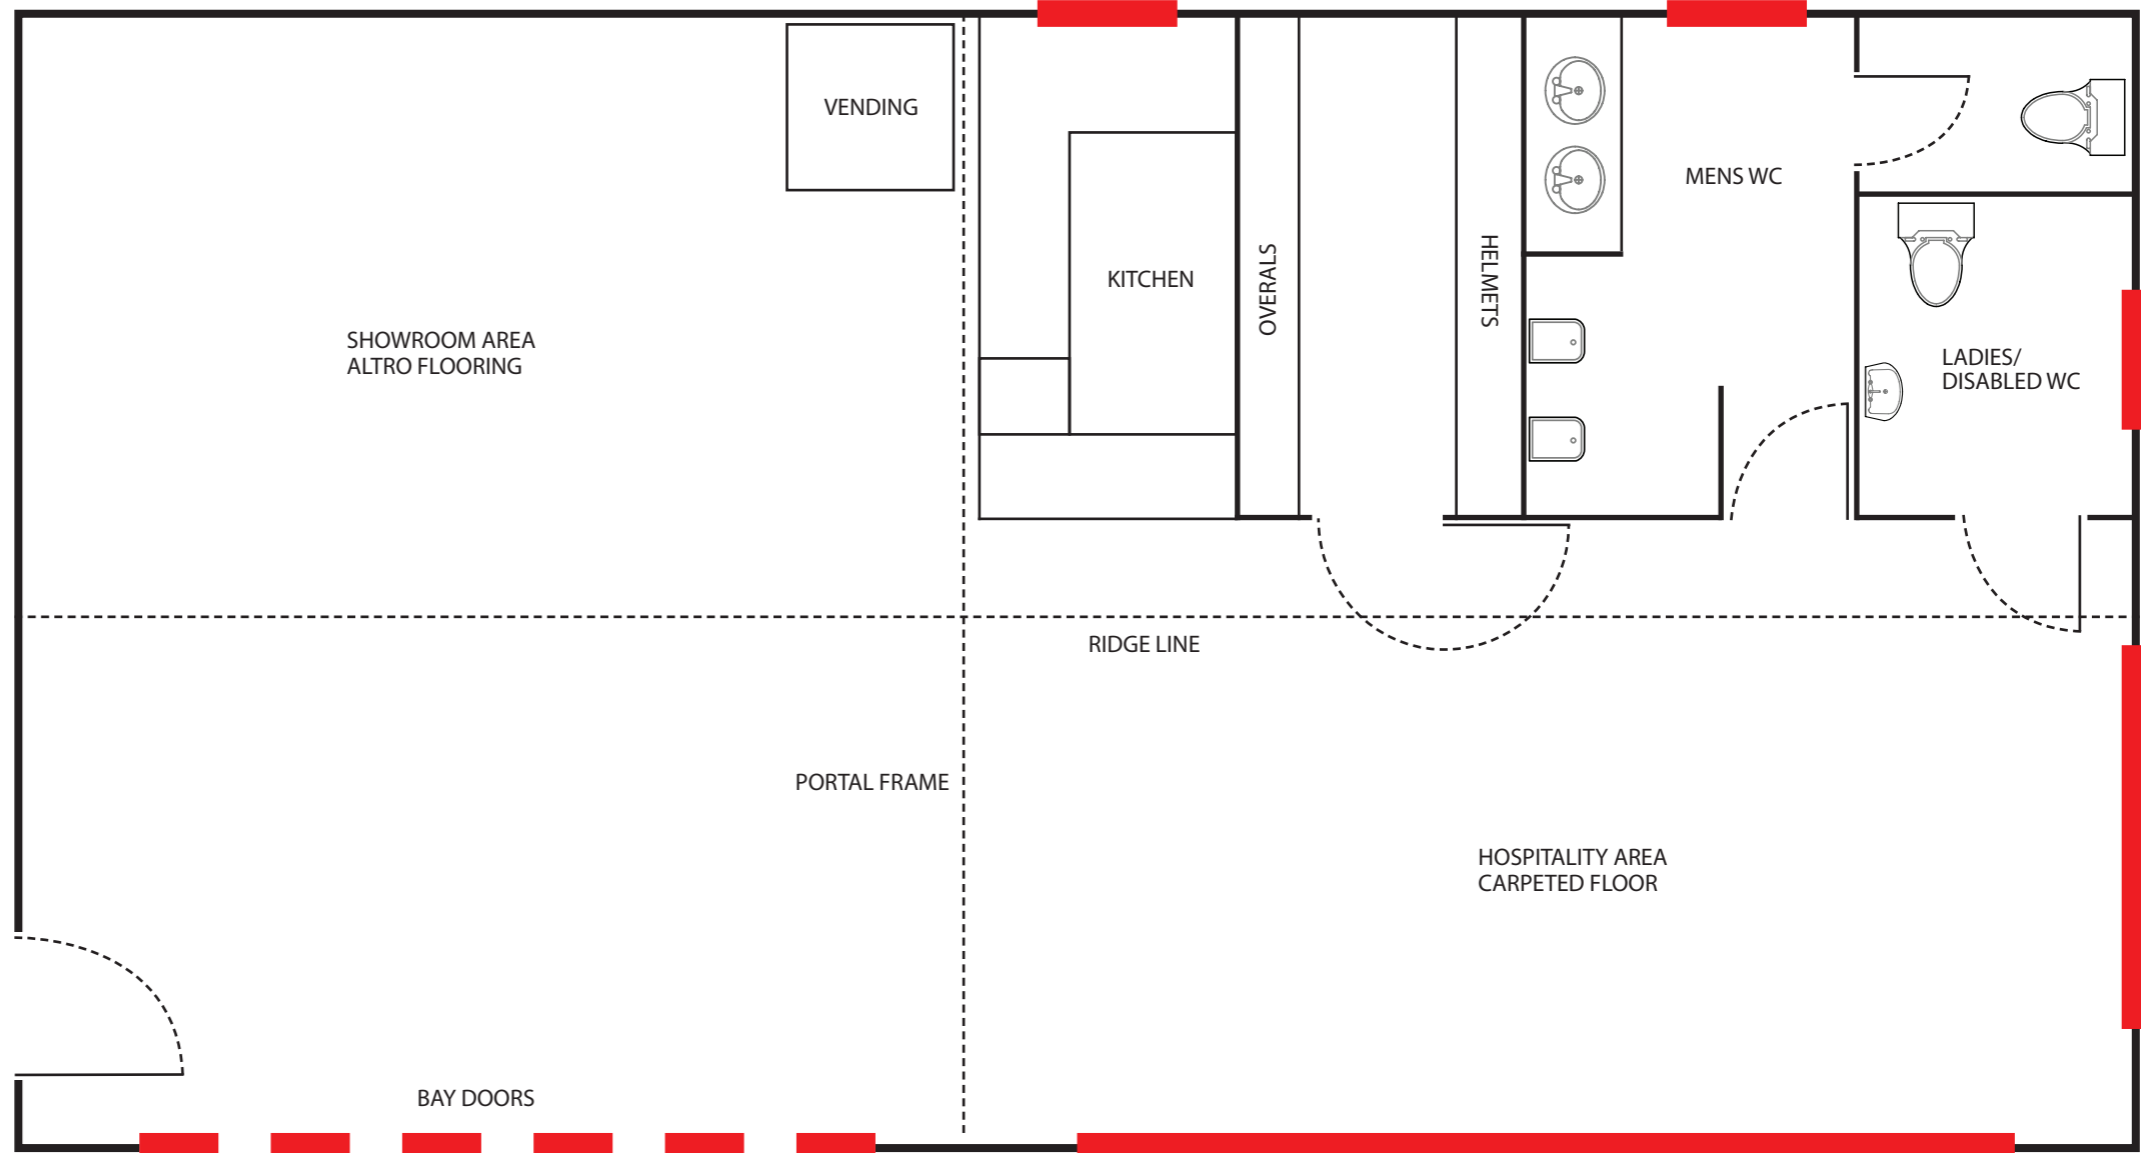 VENDING
MENS WC
OVERALS
HELMETS
KITCHEN
SHOWROOM AREA
ALTRO FLOORING
LADIES/
DISABLED WC
RIDGE LINE
PORTAL FRAME
HOSPITALITY AREA
CARPETED FLOOR
BAY DOORS